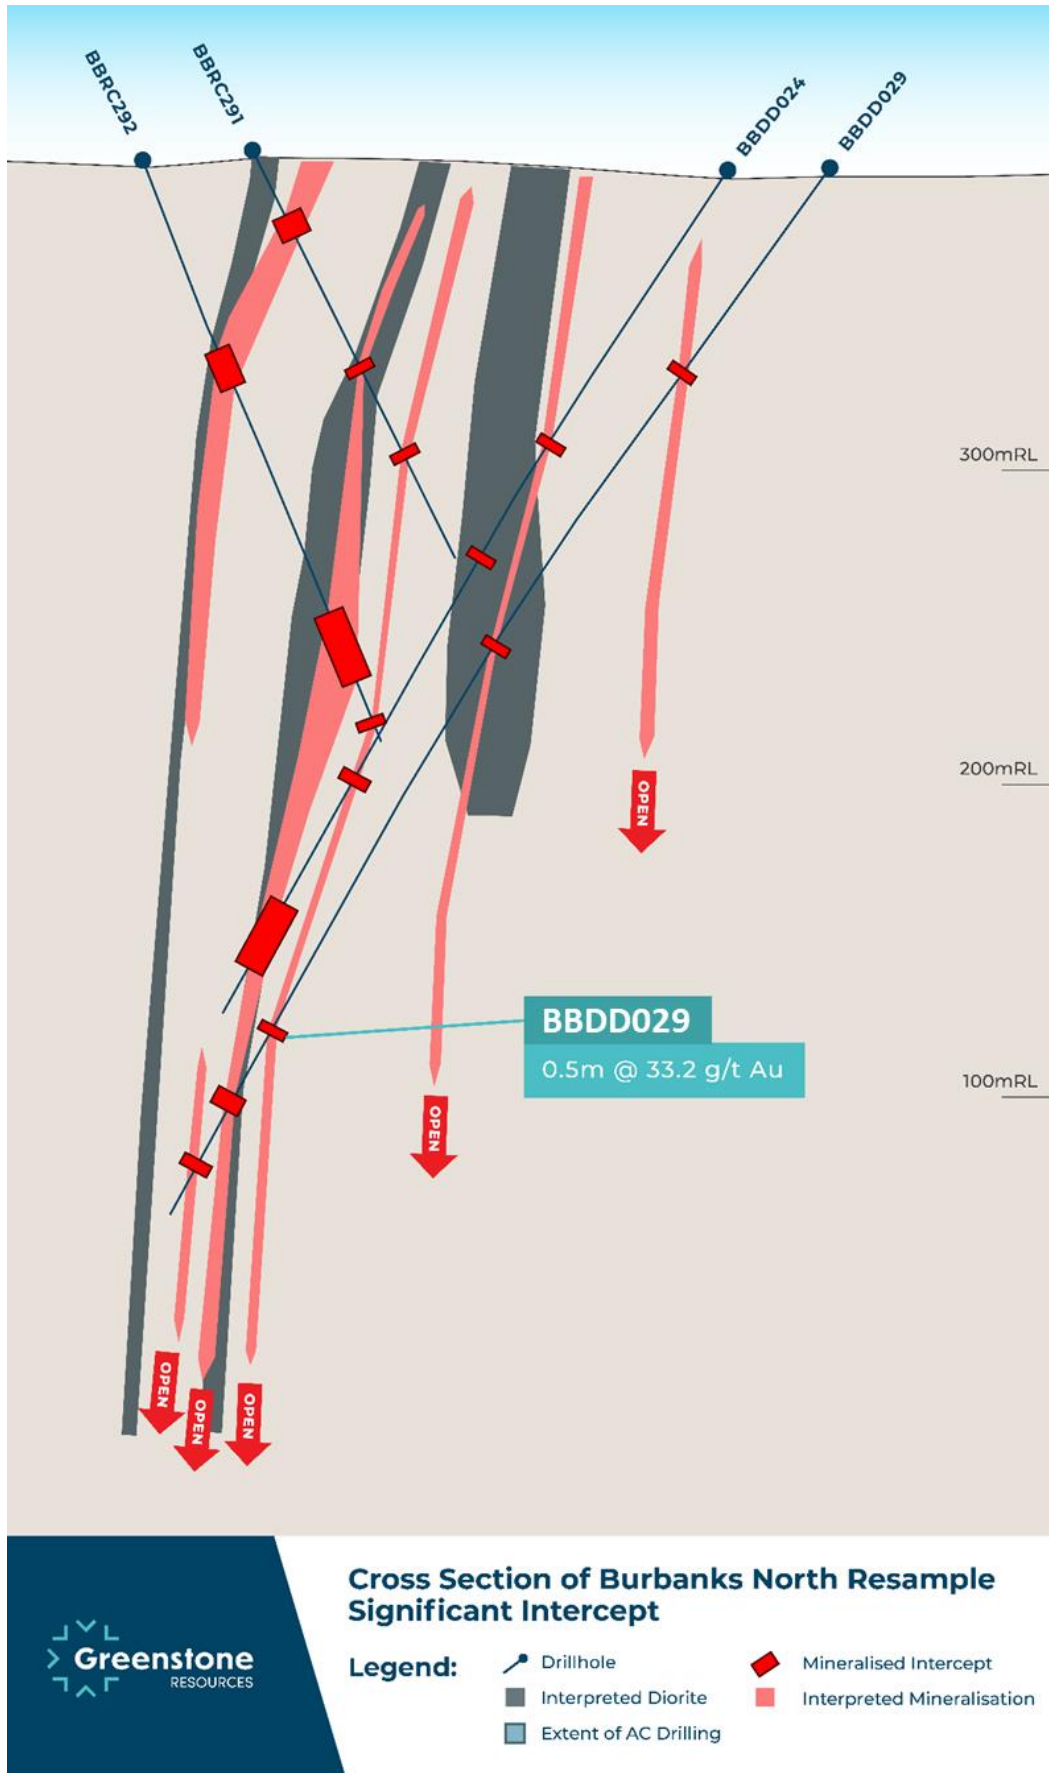 BBRC292
BBRC291
BBDD024
BBDD029
300mRL
200mRL
OPEN
BBDD029
0.5m @ 33.2 g/t Au
100mRL
OPEN
OPEN
OPEN
OPEN
Cross Section of Burbanks North Resample
Significant Intercept
Greenstone
RESOURCES
Legend:
Drillhole
Mineralised Intercept
Interpreted Diorite
Interpreted Mineralisation
Extent of AC Drilling